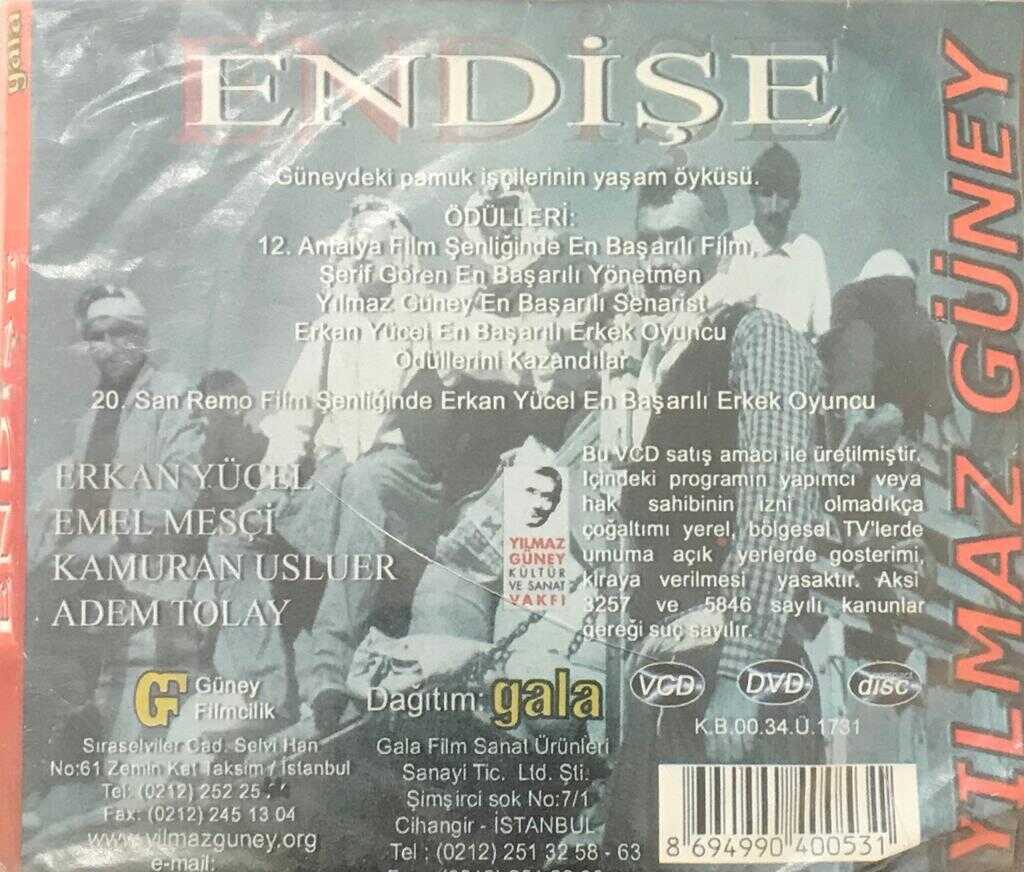 gala
ENDİŞE
Güneydeki pamuk işçilerinin yaşam öyküsü.
ÖDÜLLERİ:
12. Antalya Film Şenliğinde En Başarılı Film,
Şerif Gören En Başarılı Yönetmen
Yılmaz Güney En Başarılı Senarist
Erkan Yücel En Başarılı Erkek Oyuncu
Ödüllerini Kazandılar
20. San Remo Film Şenliğinde Erkan Yücel En Başarılı Erkek Oyuncu
ERKAN YÜCEL
EMEL MESÇİ
KAMURAN USLUER
ADEM TOLAY
YILMAZ
GÜNEY
KÜLTÜR
VE SANAT
VAKFI
Bu VCD satış amacı ile üretilmiştir.
İçindeki programın yapımcı veya
hak sahibinin izni olmadıkça
çoğaltımı yerel, bölgesel TV'lerde
umuma açık yerlerde gosterimi,
kiraya verilmesi yasaktır. Aksi
3257 ve 5846 sayılı kanunlar
gereği suç sayılır.
Güney
Filmcilik
Sıraselviler Cad. Selvi Han
No:61 Zemin Kat Taksim / İstanbul
Tel: (0212) 252 25
Fax: (0212) 245 13 04
www.yilmazguney.org
e-mail:
Dağıtım: gala
Gala Film Sanat Ürünleri
Sanayi Tic. Ltd. Şti.
Şimşirci sok No:7/1
Cihangir - İSTANBUL
Tel : (0212) 251 32 58 - 63
VCD DVD disc
K.B.00.34.Ü.1731
8 694990 400531
YILMAZ GÜNEY
ENDİŞE